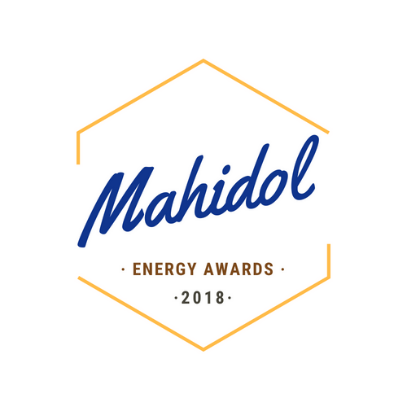 Mahidol
· ENERGY AWARDS ·
·2018·